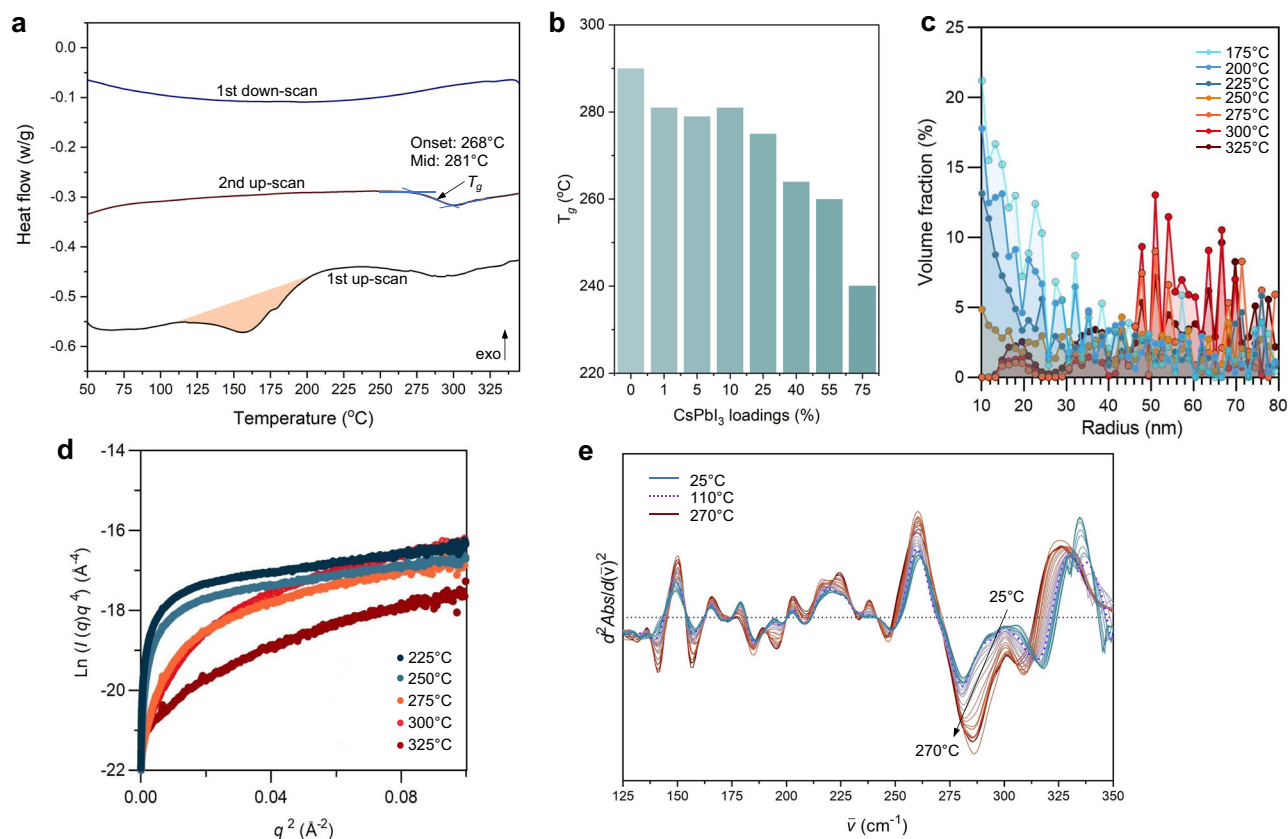 a
0.0
-0.1
-0.2
-0.3
-0.4
-0.5
-0.6
Heat flow (w/g)
1st down-scan
Onset: 268°C
Mid: 281°C
T_g
2nd up-scan
1st up-scan
exo
50 75 100 125 150 175 200 225 250 275 300 325
Temperature (°C)
b
300
280
260
240
220
T_g (°C)
0 1 5 10 25 40 55 75
CsPbI₃ loadings (%)
c
25
20
15
10
5
0
Volume fraction (%)
175°C
200°C
225°C
250°C
275°C
300°C
325°C
10 20 30 40 50 60 70 80
Radius (nm)
d
-14
-16
-18
-20
-22
Ln (I (q)q⁴) (Å⁻⁴)
225°C
250°C
275°C
300°C
325°C
0.00 0.04 0.08
q² (Å⁻²)
e
25°C
110°C
270°C
d²Abs/d(ν̄)²
25°C
270°C
125 150 175 200 225 250 275 300 325 350
ν̄ (cm⁻¹)